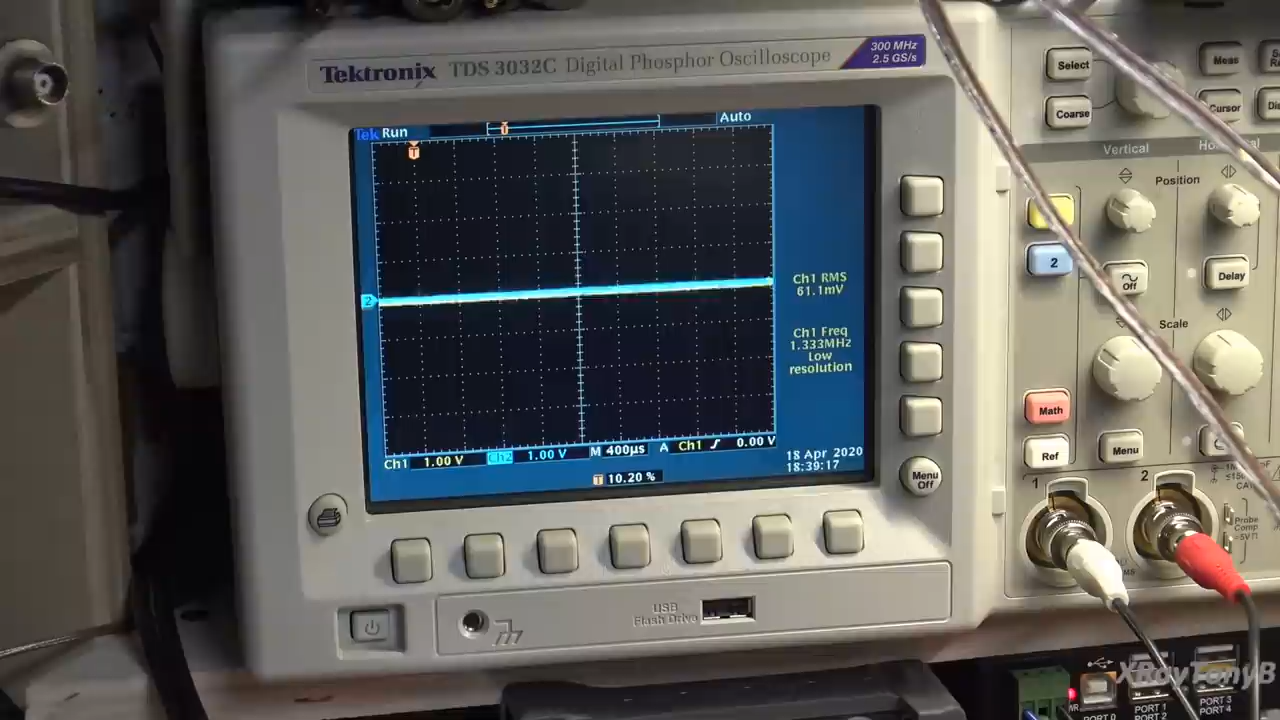 Tektronix TDS 3032C Digital Phosphor Oscilloscope
300 MHz
2.5 GS/s
Tek Run
Auto
T
2
Ch1 RMS
61.1mV
Ch1 Freq
1.333MHz
Low
resolution
Ch1 1.00 V Ch2 1.00 V M 400µs A Ch1 0.00 V
T 10.20 %
18 Apr 2020
18:39:17
Select
Coarse
Meas
Cursor
Vertical
Position
2
Off
Delay
Scale
Math
Ref
Menu
Menu
Off
1
2
Probe
Comp
USB
Flash Drive
XRayTonyB
PORT 0
PORT 1
PORT 2
PORT 3
PORT 4